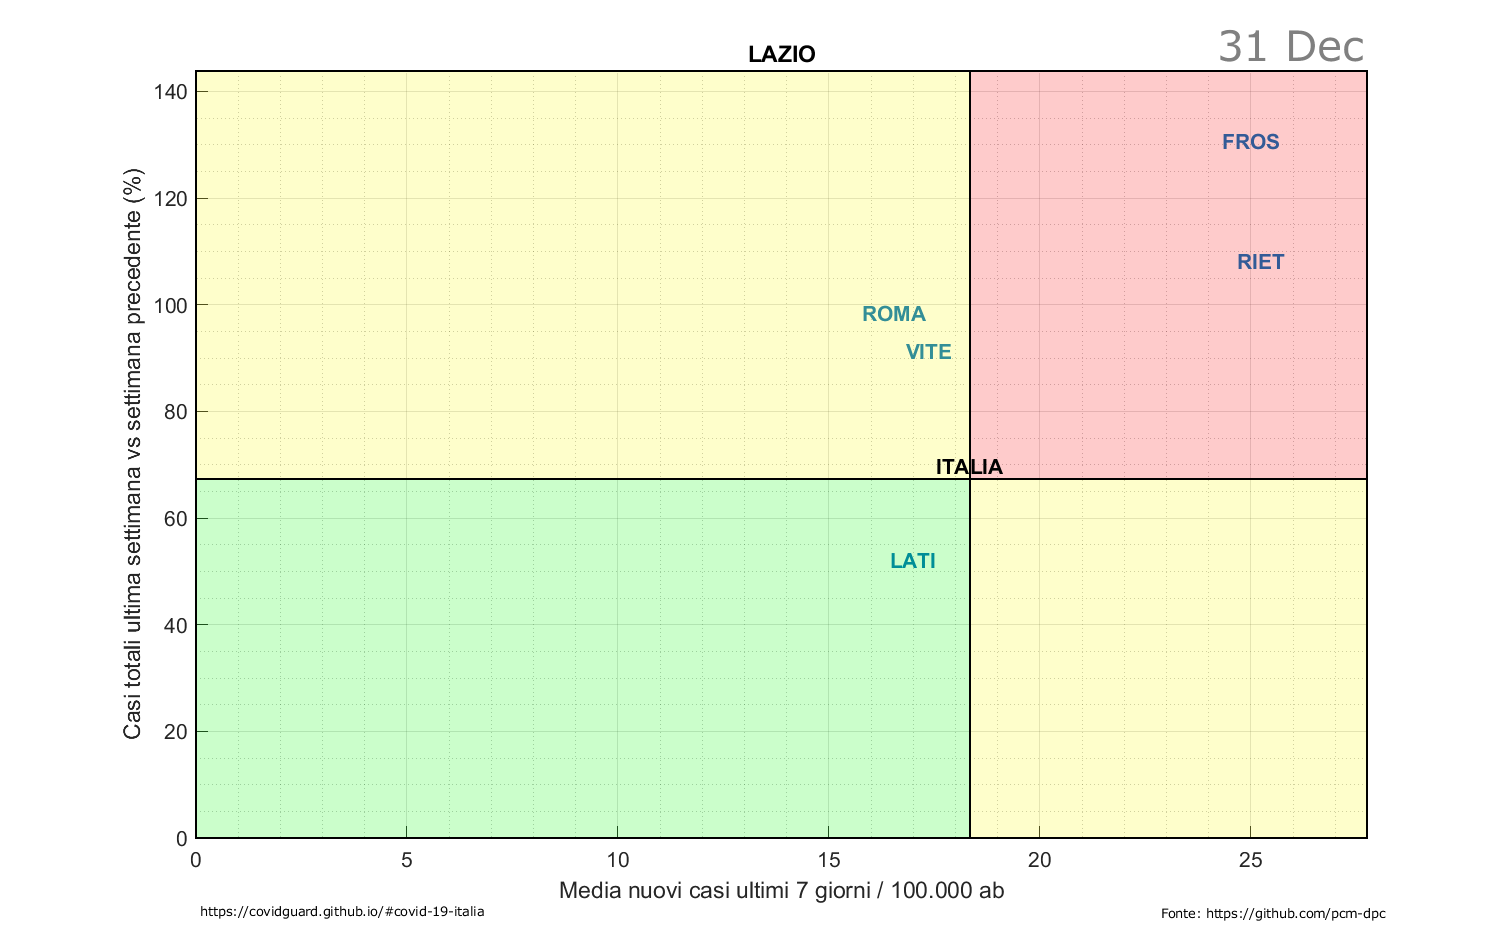 31 Dec
LAZIO
Casi totali ultima settimana vs settimana precedente (%)
140
120
100
80
60
40
20
0
FROS
RIET
ROMA
VITE
ITALIA
LATI
0 5 10 15 20 25
Media nuovi casi ultimi 7 giorni / 100.000 ab
https://covidguard.github.io/#covid-19-italia
Fonte: https://github.com/pcm-dpc